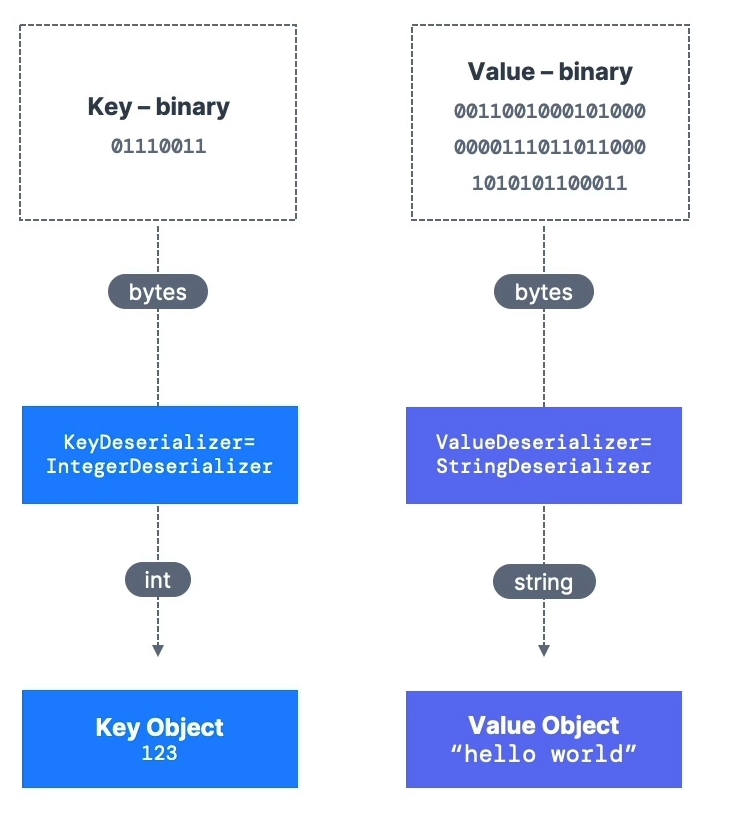 Key – binary
01110011
Value – binary
0011001000101000
0000111011011000
1010101100011
bytes
bytes
KeyDeserializer=
IntegerDeserializer
ValueDeserializer=
StringDeserializer
int
string
Key Object
123
Value Object
“hello world”